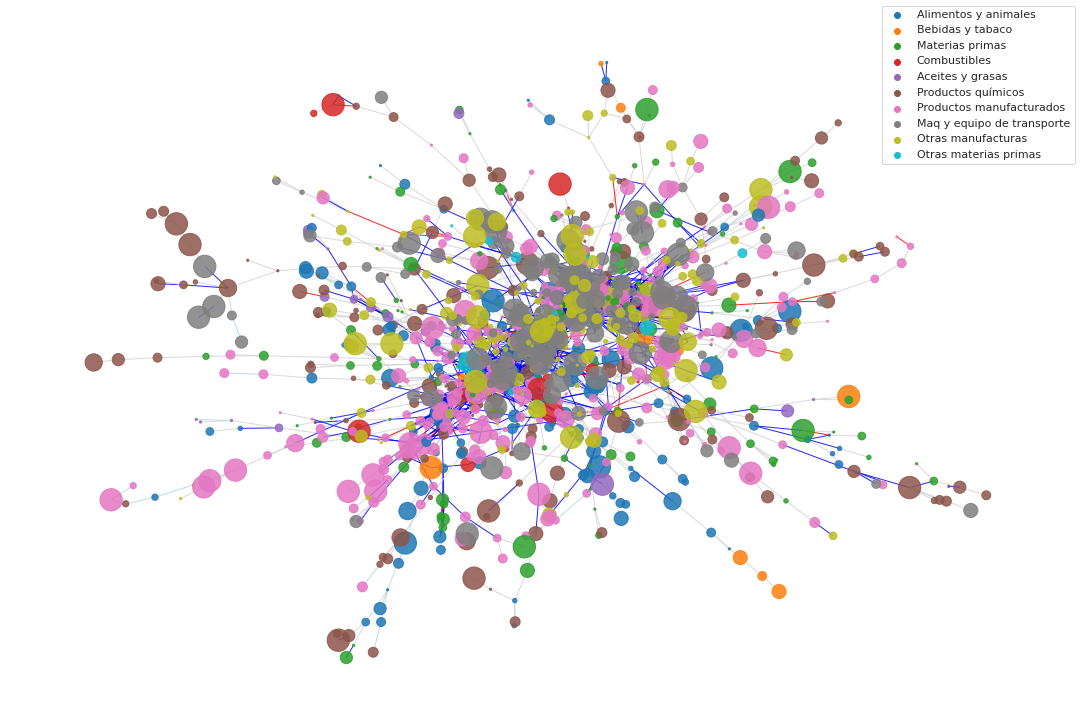 Alimentos y animales
Bebidas y tabaco
Materias primas
Combustibles
Aceites y grasas
Productos químicos
Productos manufacturados
Maq y equipo de transporte
Otras manufacturas
Otras materias primas